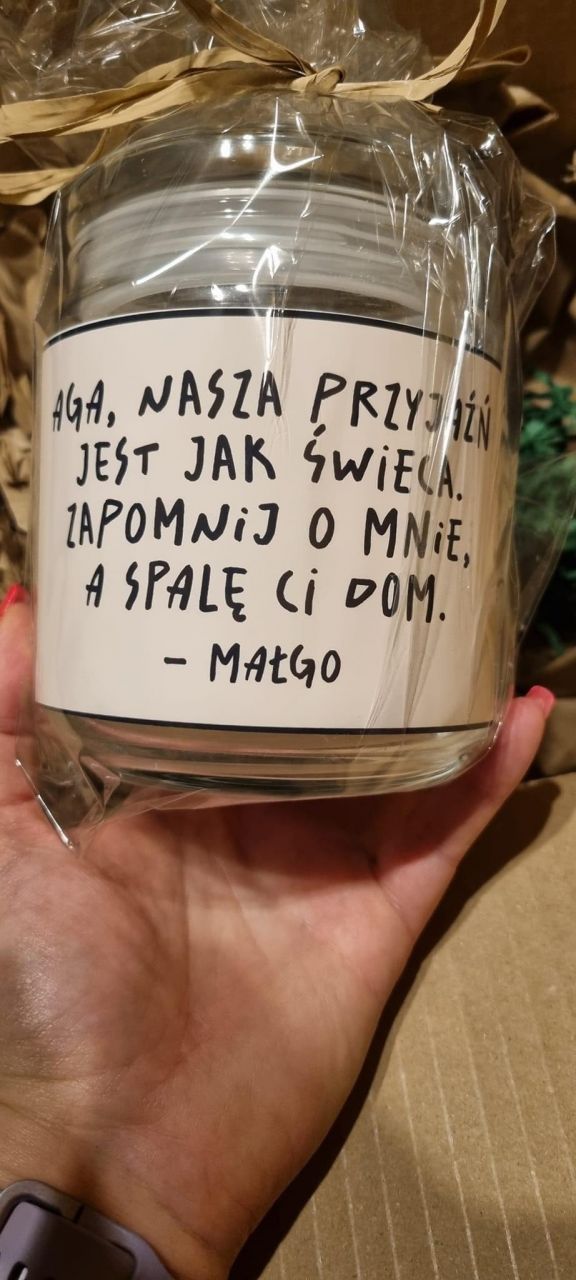 AGA, NASZA PRZYJAŹŃ
JEST JAK ŚWIECA.
ZAPOMNIJ O MNIE,
A SPALĘ CI DOM.
- MAŁGO